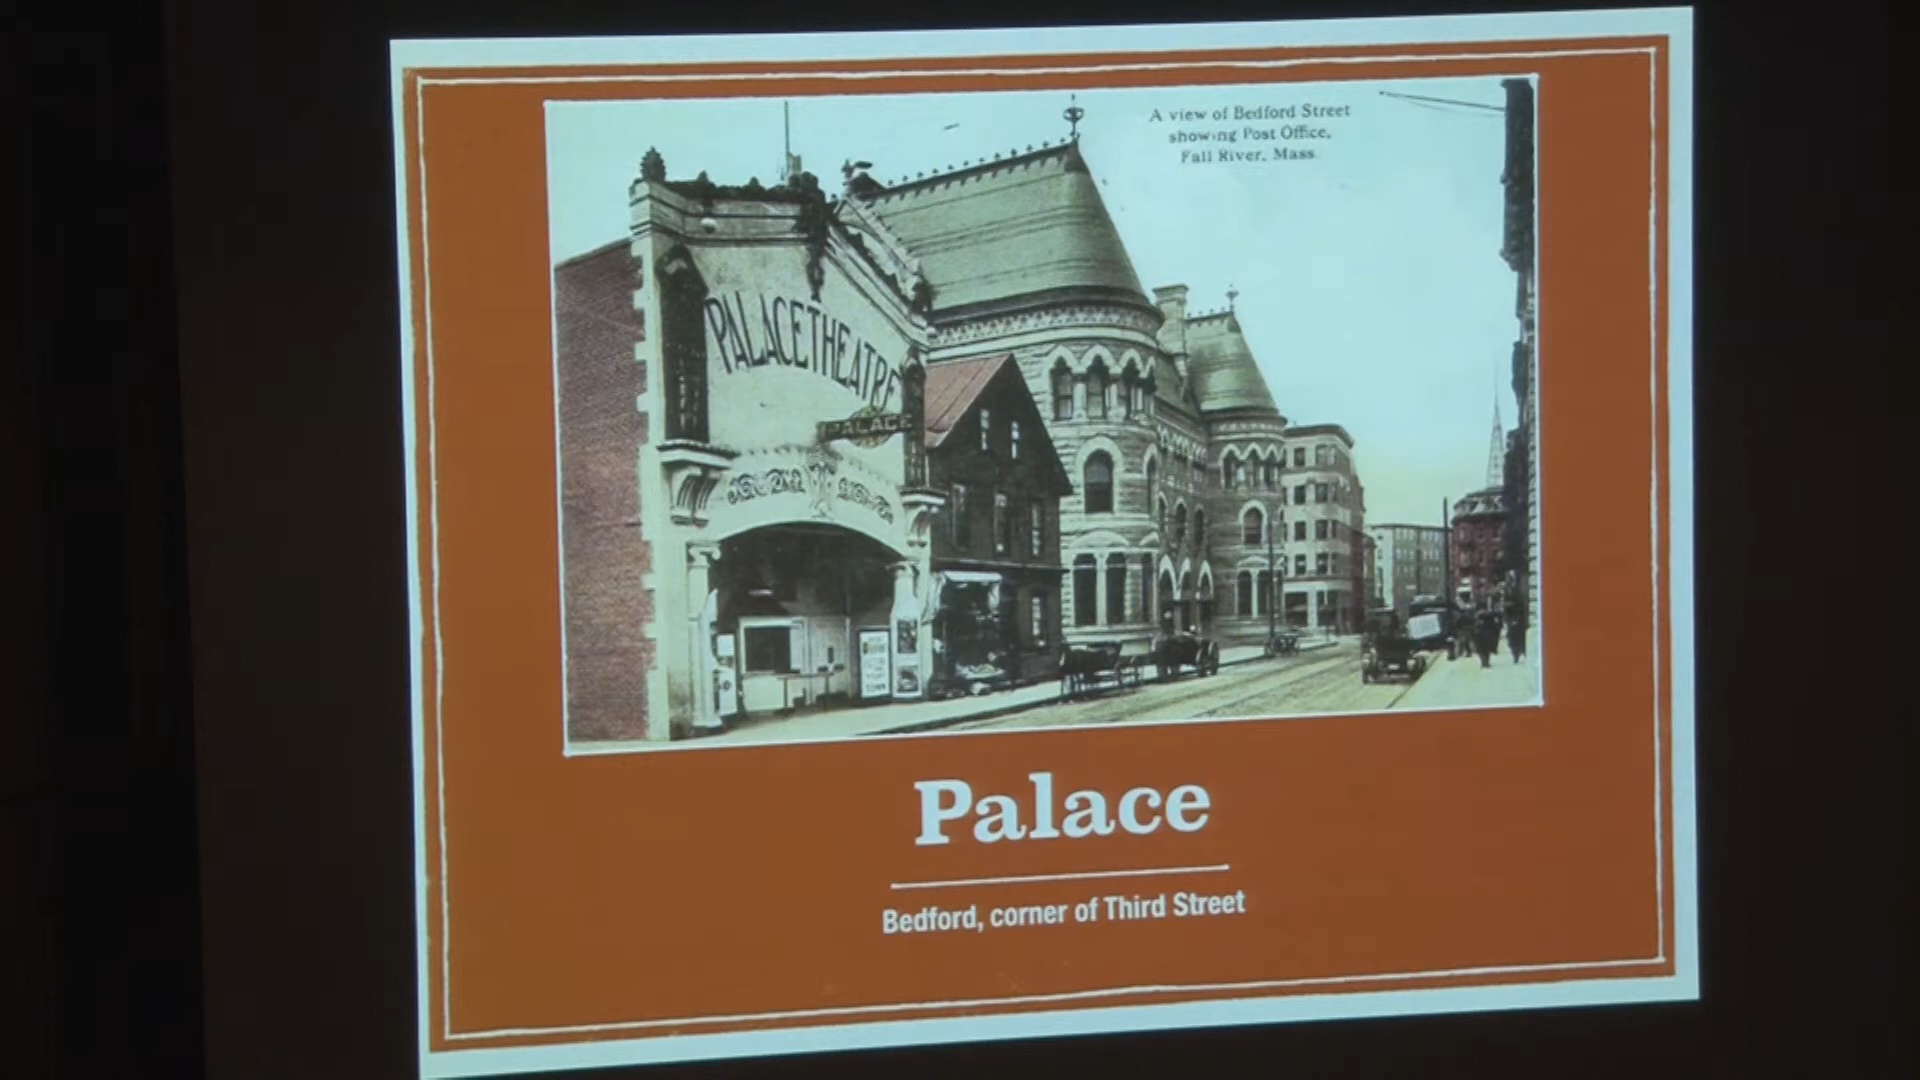 A view of Bedford Street
showing Post Office,
Fall River, Mass.
PALACE THEATRE
PALACE
Palace
Bedford, corner of Third Street